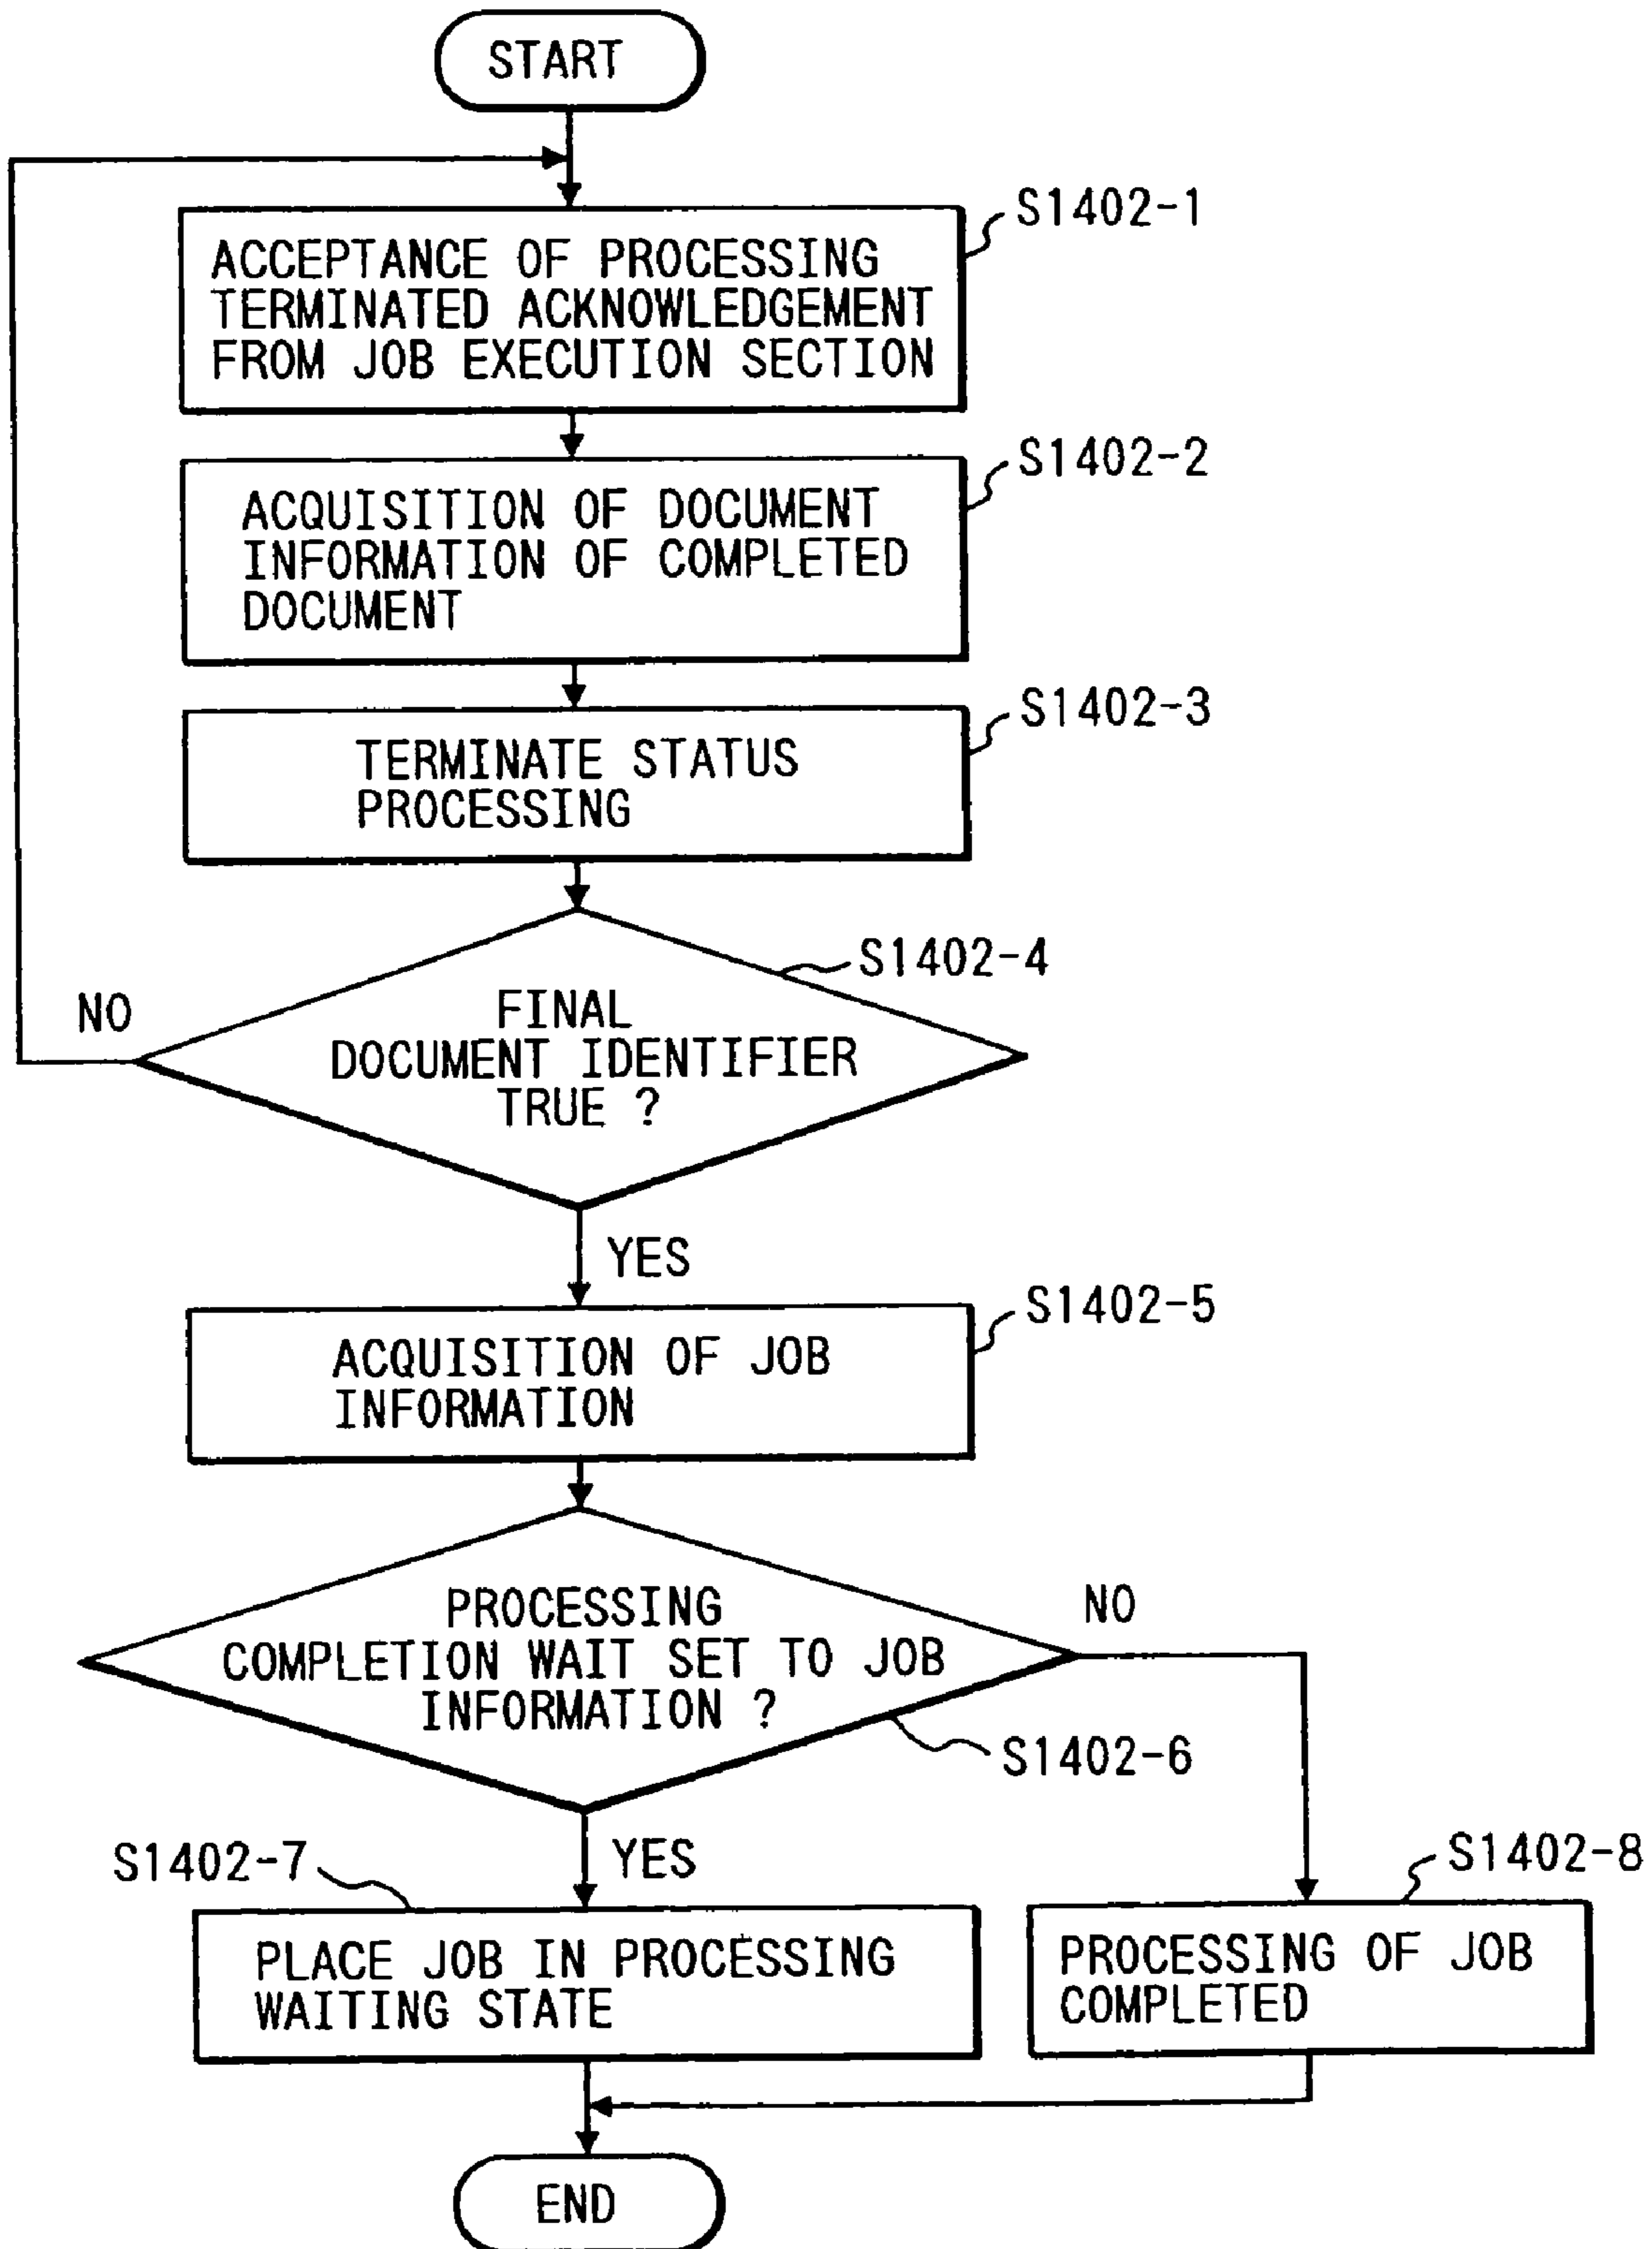 START
S1402-1
ACCEPTANCE OF PROCESSING
TERMINATED ACKNOWLEDGEMENT
FROM JOB EXECUTION SECTION
S1402-2
ACQUISITION OF DOCUMENT
INFORMATION OF COMPLETED
DOCUMENT
S1402-3
TERMINATE STATUS
PROCESSING
S1402-4
NO
FINAL
DOCUMENT IDENTIFIER
TRUE ?
YES
S1402-5
ACQUISITION OF JOB
INFORMATION
NO
PROCESSING
COMPLETION WAIT SET TO JOB
INFORMATION ?
S1402-6
S1402-7
YES
S1402-8
PLACE JOB IN PROCESSING
WAITING STATE
PROCESSING OF JOB
COMPLETED
END